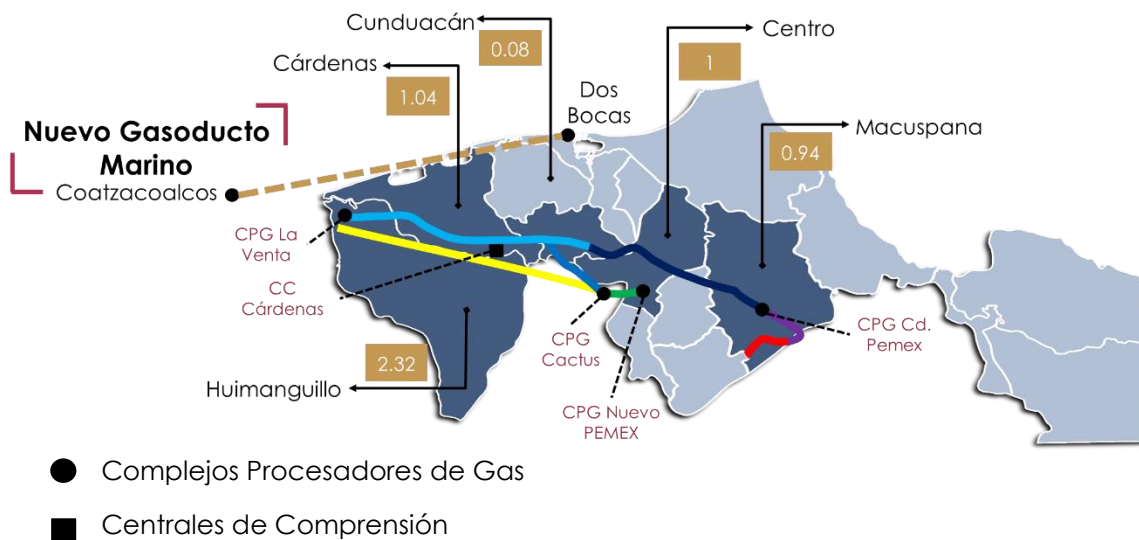 Cunduacán
0.08
Centro
1
Cárdenas
1.04
Dos
Bocas
Macuspana
0.94
Nuevo Gasoducto
Marino
Coatzacoalcos
CPG La
Venta
CC
Cárdenas
CPG
Cactus
CPG Cd.
Pemex
2.32
Huimanguillo
CPG Nuevo
PEMEX
Complejos Procesadores de Gas
Centrales de Comprensión